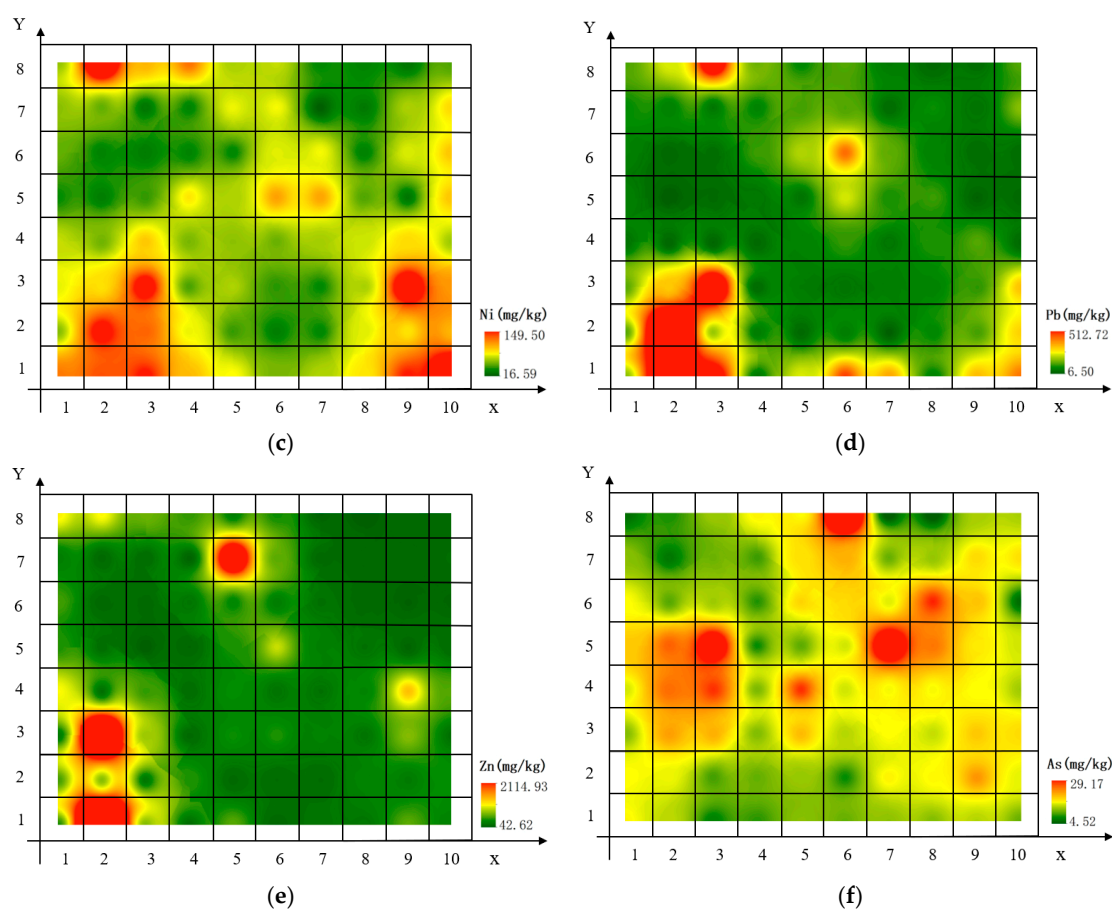 Y
8
7
6
5
4
3
2
1
1 2 3 4 5 6 7 8 9 10 x
Ni(mg/kg)
149.50
16.59
(c)
Y
8
7
6
5
4
3
2
1
1 2 3 4 5 6 7 8 9 10 x
Pb(mg/kg)
512.72
6.50
(d)
Y
8
7
6
5
4
3
2
1
1 2 3 4 5 6 7 8 9 10 x
Zn(mg/kg)
2114.93
42.62
(e)
Y
8
7
6
5
4
3
2
1
1 2 3 4 5 6 7 8 9 10 x
As(mg/kg)
29.17
4.52
(f)